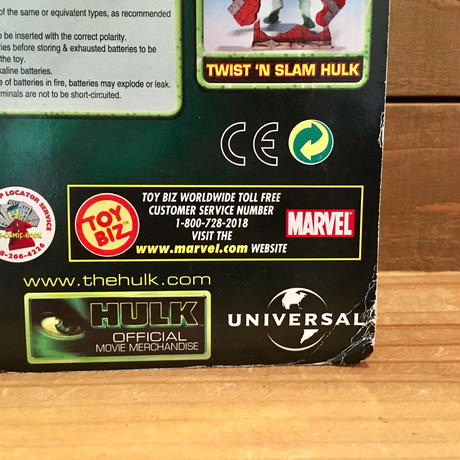 of the same or equivalent types, as recommended
to be inserted with the correct polarity.
ries before storing & exhausted batteries to be
the toy.
kaline batteries.
e of batteries in fire, batteries may explode or leak.
rminals are not to be short-circuited.
TWIST 'N SLAM HULK
CE
P LOCATOR SERVICE
-COMIC-BOOK
8-266-4226
TOY BIZ
TOY BIZ WORLDWIDE TOLL FREE
CUSTOMER SERVICE NUMBER
1-800-728-2018
VISIT THE
www.marvel.com WEBSITE
MARVEL
www.thehulk.com
HULK
OFFICIAL
MOVIE MERCHANDISE
UNIVERSAL